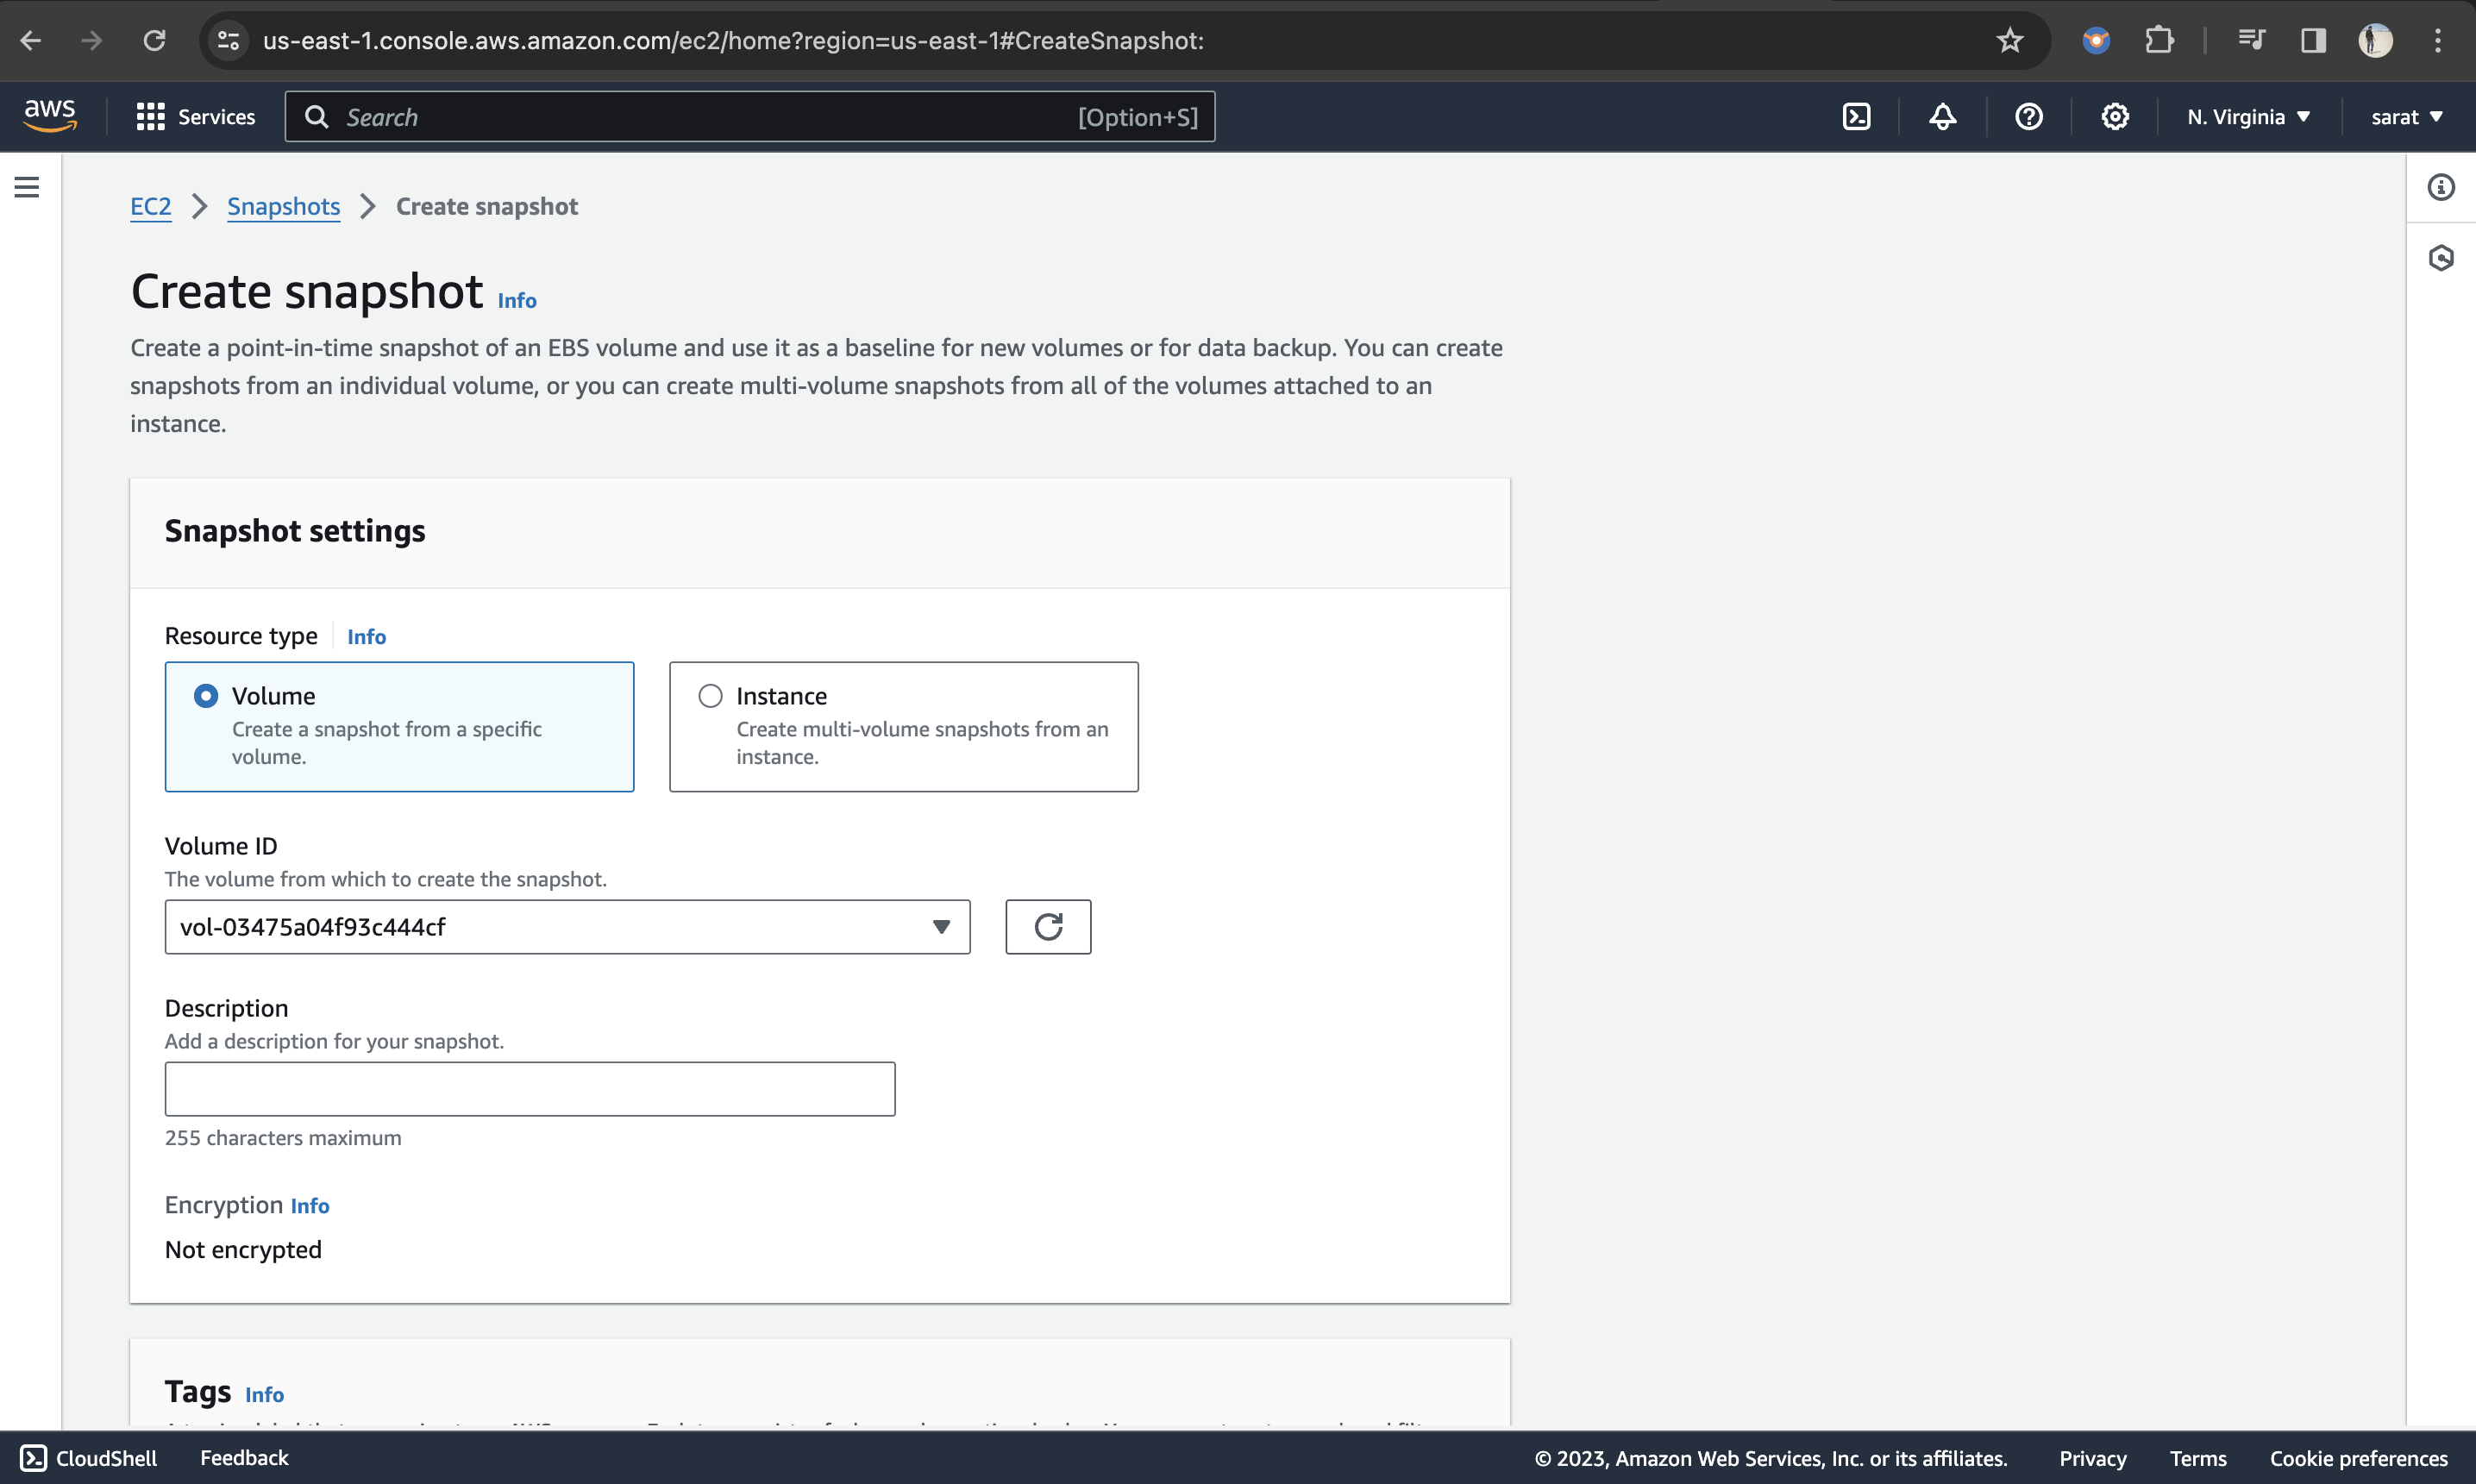 us-east-1.console.aws.amazon.com/ec2/home?region=us-east-1#CreateSnapshot:
aws
Services
Search
[Option+S]
N. Virginia
sarat
EC2
Snapshots
Create snapshot
Create snapshot Info
Create a point-in-time snapshot of an EBS volume and use it as a baseline for new volumes or for data backup. You can create
snapshots from an individual volume, or you can create multi-volume snapshots from all of the volumes attached to an
instance.
Snapshot settings
Resource type Info
Volume
Create a snapshot from a specific
volume.
Instance
Create multi-volume snapshots from an
instance.
Volume ID
The volume from which to create the snapshot.
vol-03475a04f93c444cf
Description
Add a description for your snapshot.
255 characters maximum
Encryption Info
Not encrypted
Tags Info
CloudShell
Feedback
© 2023, Amazon Web Services, Inc. or its affiliates.
Privacy
Terms
Cookie preferences